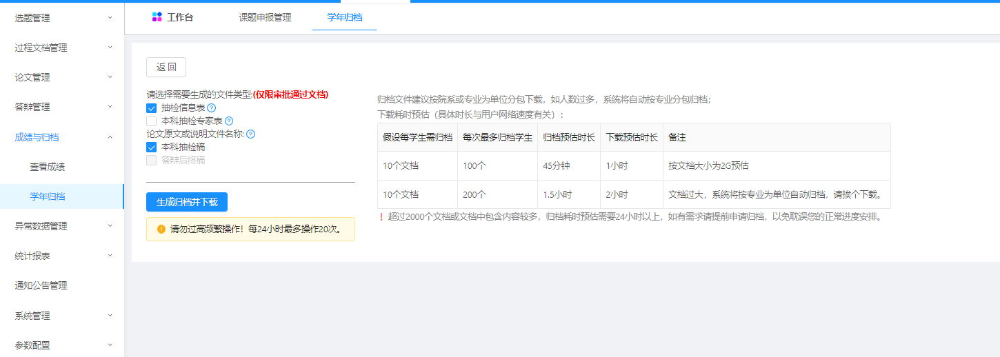 选题管理
过程文档管理
论文管理
答辩管理
成绩与归档
查看成绩
学年归档
异常数据管理
统计报表
通知公告管理
系统管理
参数配置
工作台 课题申报管理 学年归档
返 回
请选择需要生成的文件类型:(仅限审批通过文档)
抽检信息表
本科抽检专家表
论文原文或说明文件名称:
本科抽检稿
答辩后终稿
生成归档并下载
请勿过高频繁操作！每24小时最多操作20次。
归档文件建议按院系或专业为单位分包下载，如人数过多，系统将自动按专业分包归档；
下载耗时预估（具体时长与用户网络速度有关）：
假设每学生需归档 每次最多归档学生 归档预估时长 下载预估时长 备注
10个文档 100个 45分钟 1小时 按文档大小为2G预估
10个文档 200个 1.5小时 2小时 文档过大，系统将按专业为单位自动归档，请挨个下载。
！超过2000个文档或文档中包含内容较多，归档耗时预估需要24小时以上，如有需求请提前申请归档，以免耽误您的正常进度安排。